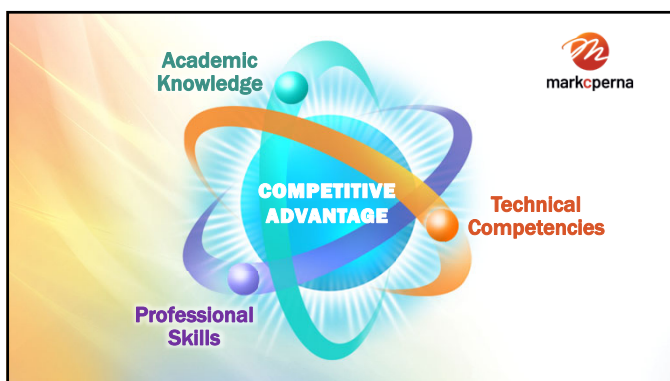 Academic
Knowledge
markcperna
COMPETITIVE
ADVANTAGE
Technical
Competencies
Professional
Skills